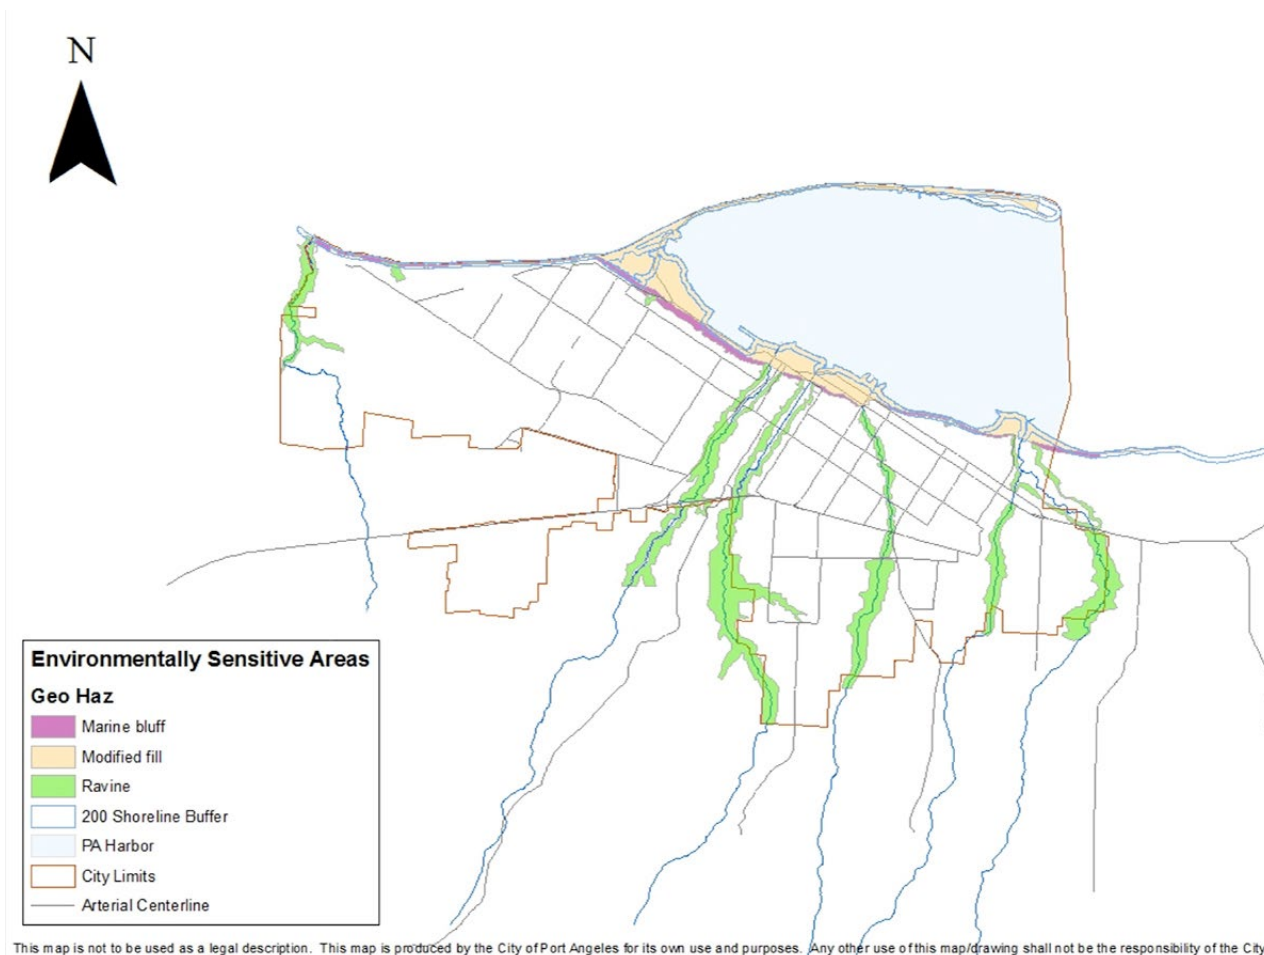 N
Environmentally Sensitive Areas
Geo Haz
Marine bluff
Modified fill
Ravine
200 Shoreline Buffer
PA Harbor
City Limits
Arterial Centerline
This map is not to be used as a legal description. This map is produced by the City of Port Angeles for its own use and purposes. Any other use of this map/drawing shall not be the responsibility of the City